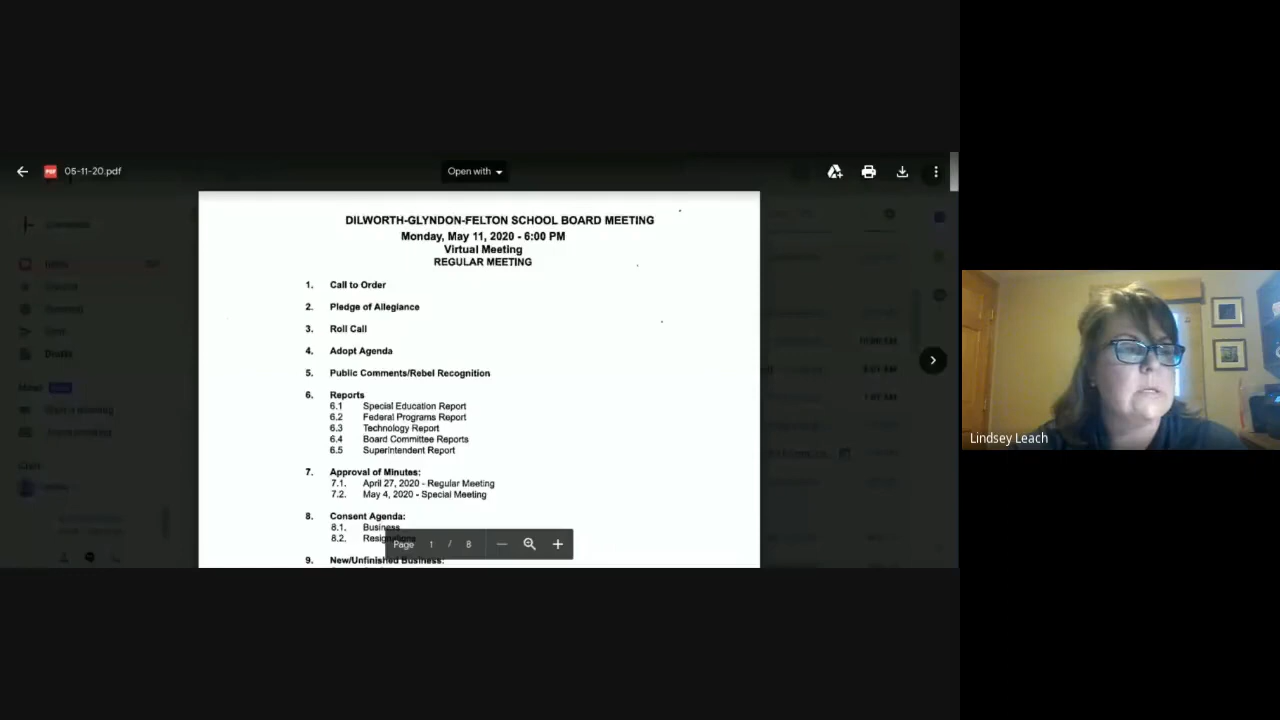 06-11-20.pdf
Open with
DILWORTH-GLYNDON-FELTON SCHOOL BOARD MEETING
Monday, May 11, 2020 - 6:00 PM
Virtual Meeting
REGULAR MEETING
1. Call to Order
2. Pledge of Allegiance
3. Roll Call
4. Adopt Agenda
5. Public Comments/Rebel Recognition
6. Reports
6.1 Special Education Report
6.2 Federal Programs Report
6.3 Technology Report
6.4 Board Committee Reports
6.5 Superintendent Report
7. Approval of Minutes:
7.1. April 27, 2020 - Regular Meeting
7.2. May 4, 2020 - Special Meeting
8. Consent Agenda:
8.1. Business
8.2.
9. New/Unfinished Business:
Page 1 / 8
Drafts
Lindsey Leach